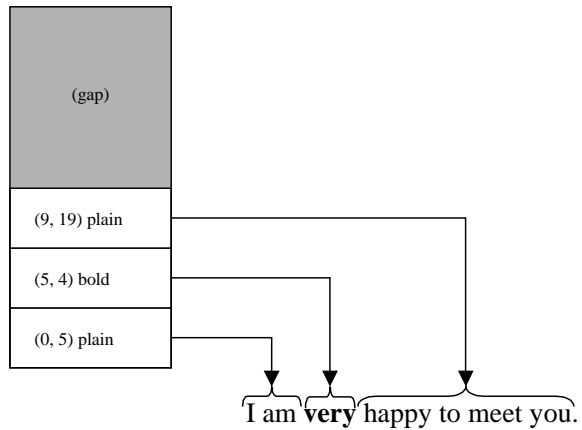 (gap)
(9, 19) plain
(5, 4) bold
(0, 5) plain
I am very happy to meet you.